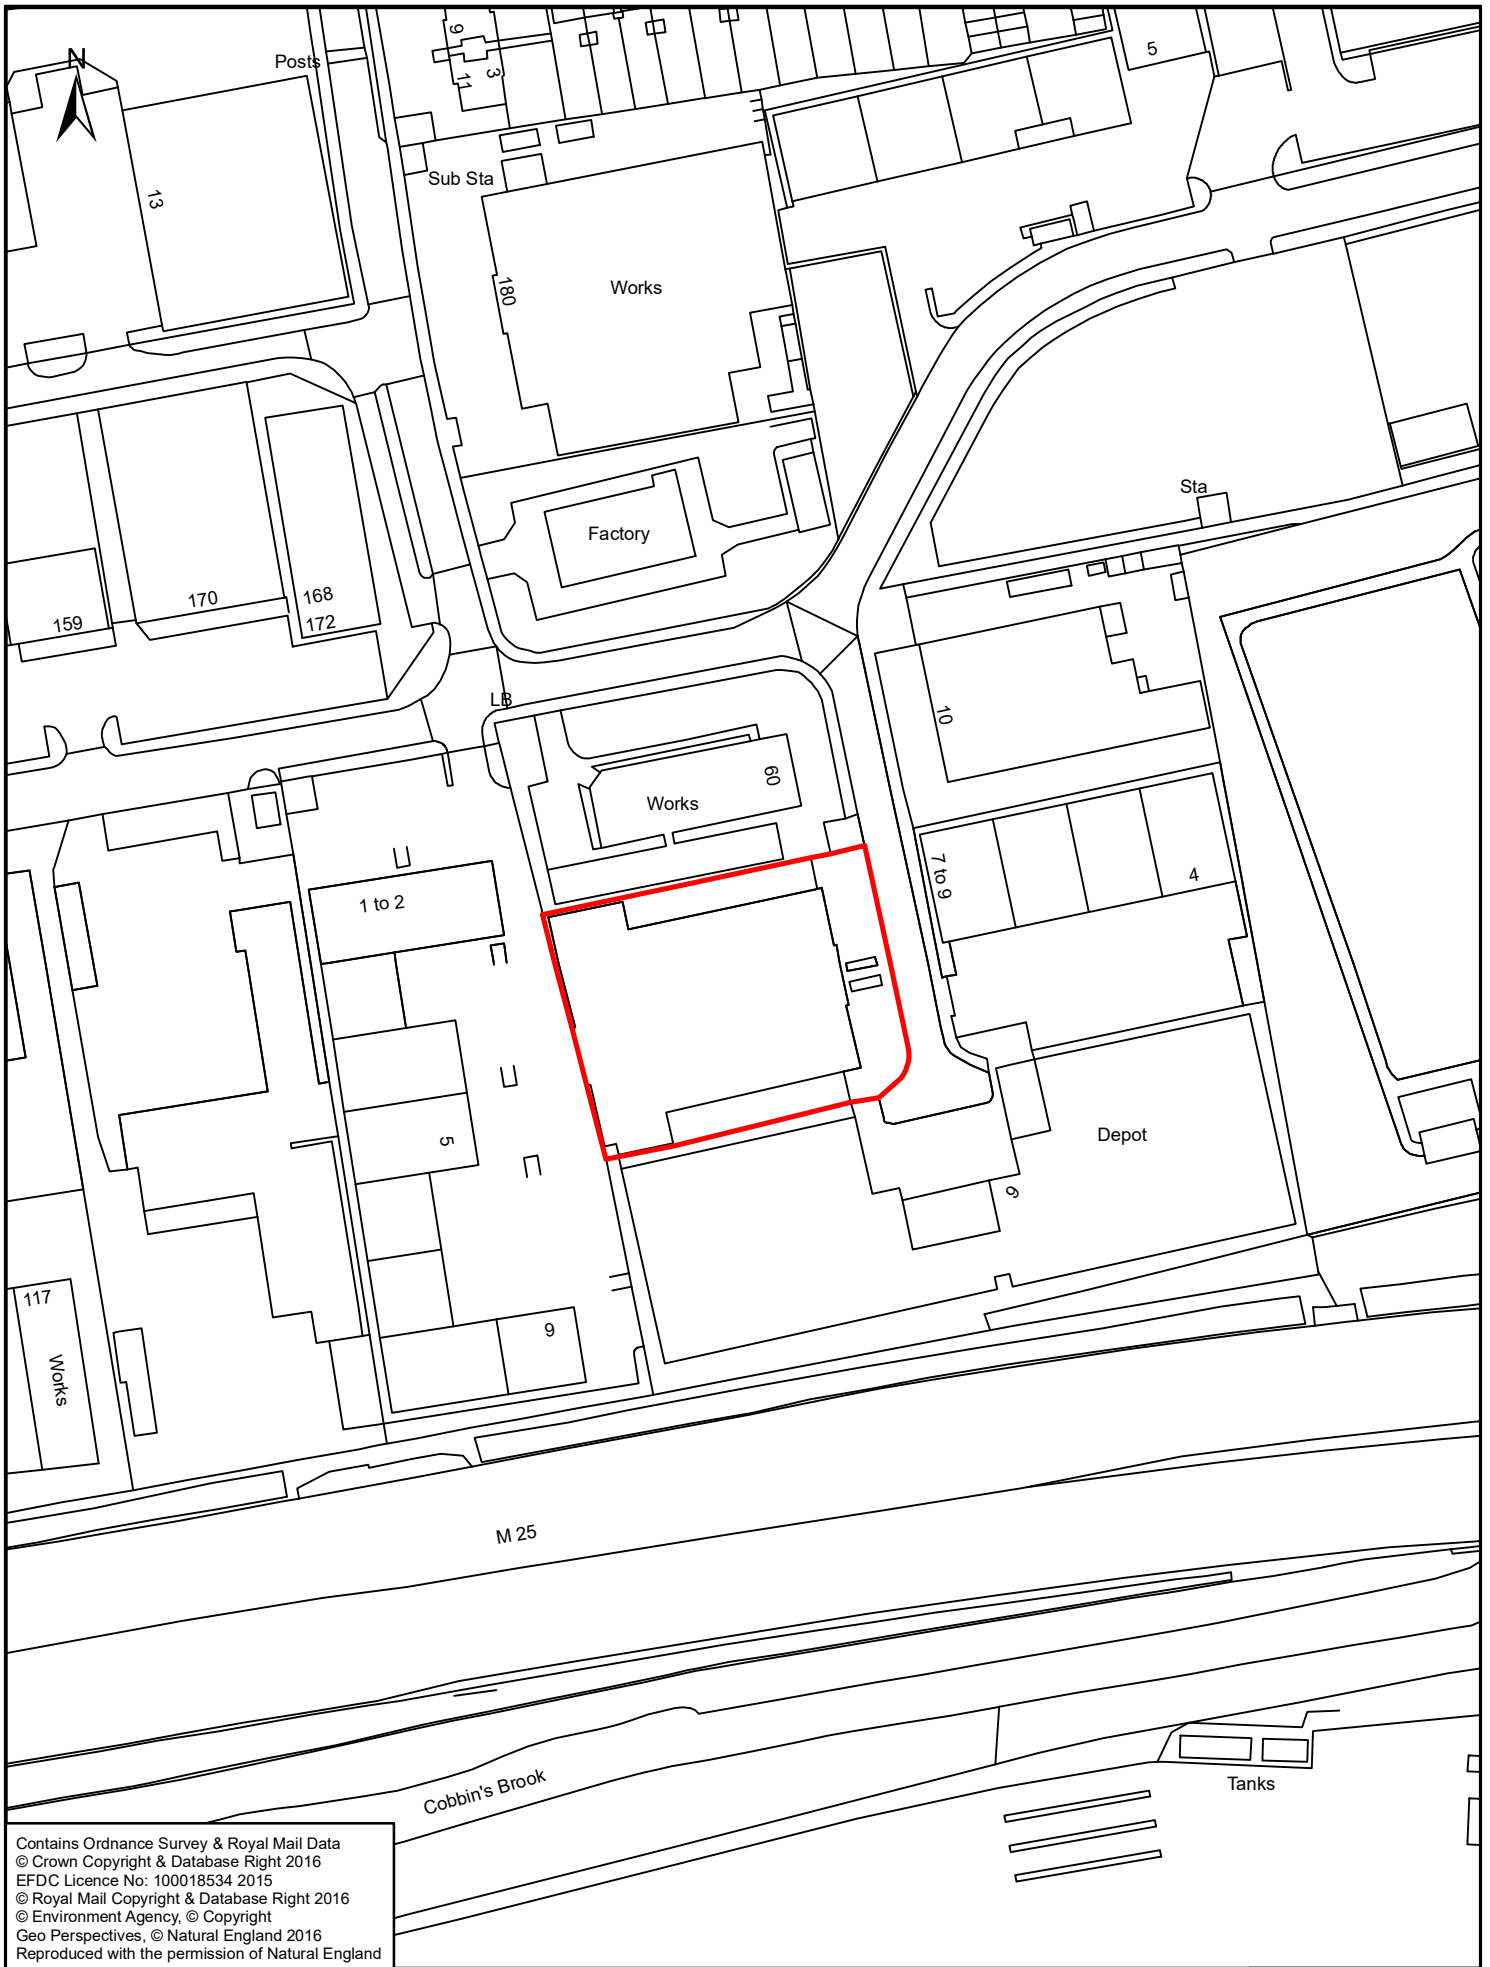 N
Posts
9
11
3
5
Sub Sta
13
180
Works
Sta
Factory
170
168
159
172
LB
10
60
Works
7 to 9
4
1 to 2
5
Depot
9
117
9
Works
M 25
Cobbin's Brook
Tanks
Contains Ordnance Survey & Royal Mail Data
© Crown Copyright & Database Right 2016
EFDC Licence No: 100018534 2015
© Royal Mail Copyright & Database Right 2016
© Environment Agency, © Copyright
Geo Perspectives, © Natural England 2016
Reproduced with the permission of Natural England